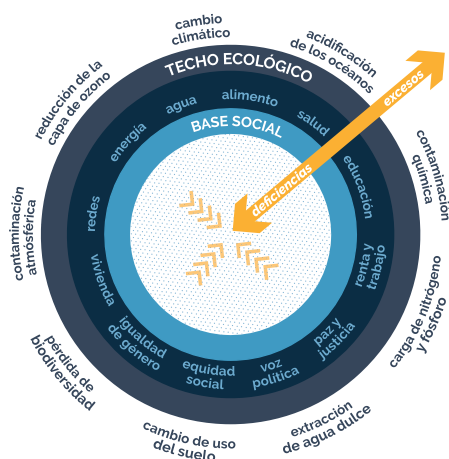 cambio
climático
acidificación
de los océanos
excesos
contaminación
química
carga de nitrógeno
y fósforo
extracción
de agua dulce
cambio de uso
del suelo
pérdida de
biodiversidad
contaminación
atmosférica
reducción de la
capa de ozono
TECHO ECOLÓGICO
agua
alimento
salud
educación
renta y
trabajo
paz y
justicia
voz
política
equidad
social
igualdad
de género
vivienda
redes
energía
BASE SOCIAL
deficiencias